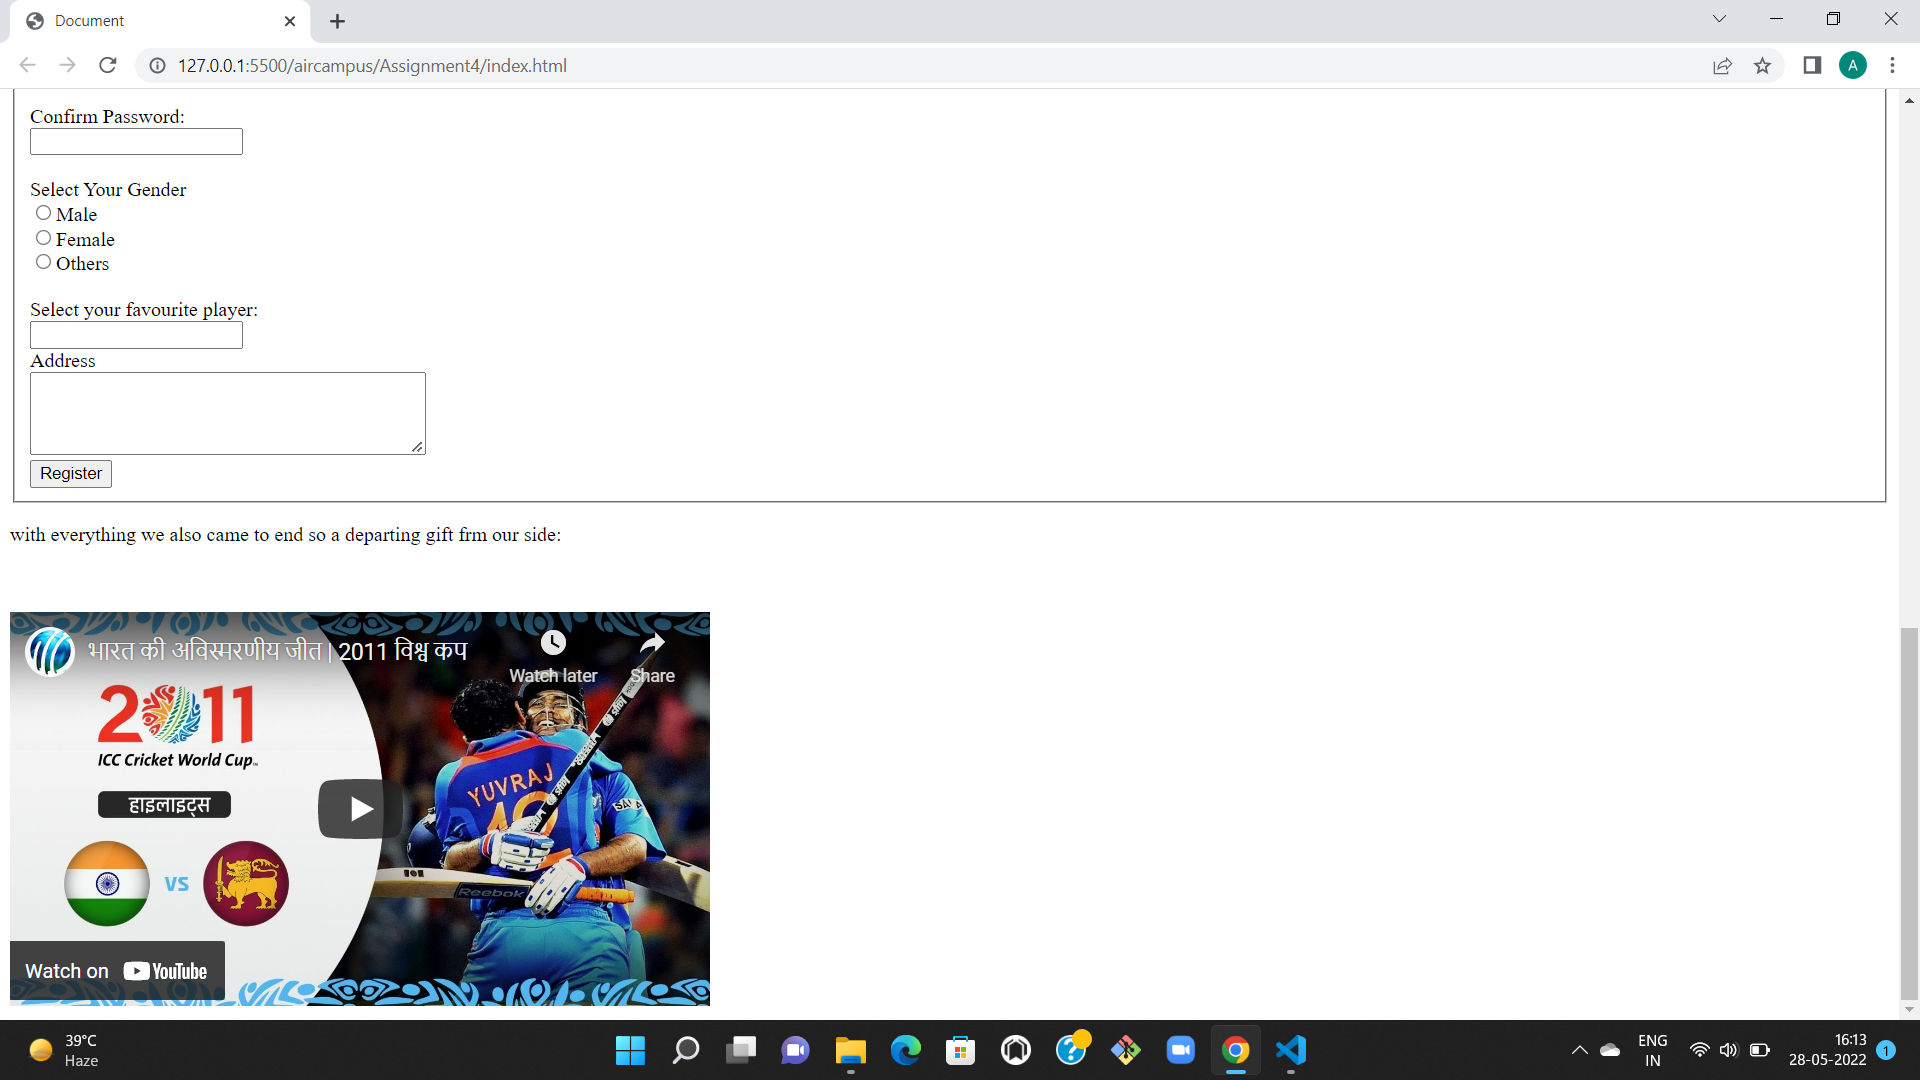 Document
127.0.0.1:5500/aircampus/Assignment4/index.html
A
Confirm Password:
Select Your Gender
Male
Female
Others
Select your favourite player:
Address
Register
with everything we also came to end so a departing gift frm our side:
भारत की अविस्मरणीय जीत | 2011 विश्व कप
Watch later
Share
2011
ICC Cricket World Cup
हाइलाइट्स
VS
YUVRAJ
Reebok
Watch on YouTube
39°C
Haze
ENG
IN
16:13
28-05-2022
1